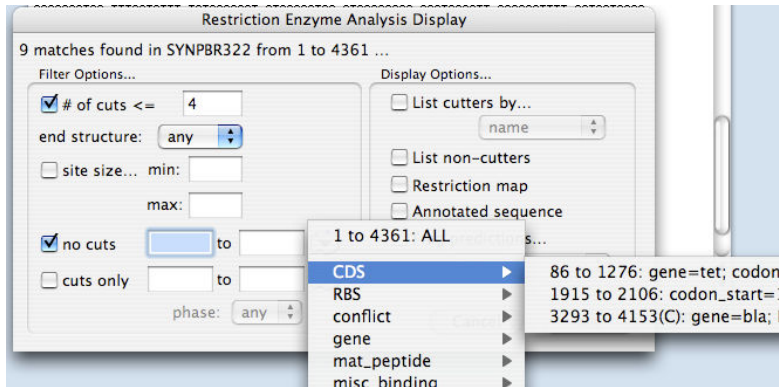 Restriction Enzyme Analysis Display
9 matches found in SYNPBR322 from 1 to 4361 ...
Filter Options...
Display Options...
# of cuts <= 4
List cutters by...
end structure: any
name
List non-cutters
site size... min:
Restriction map
max:
Annotated sequence
no cuts to
1 to 4361: ALL
CDS
86 to 1276: gene=tet; codon
cuts only to
RBS
1915 to 2106: codon_start=
phase: any
conflict
3293 to 4153(C): gene=bla;
gene
mat_peptide
misc_binding